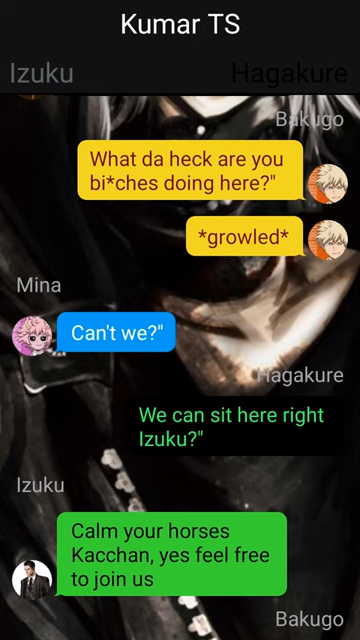 Kumar TS
Izuku Hagakure
Bakugo
What da heck are you
bi*ches doing here?"
*growled*
Mina
Can't we?"
Hagakure
We can sit here right
Izuku?"
Izuku
Calm your horses
Kacchan, yes feel free
to join us
Bakugo